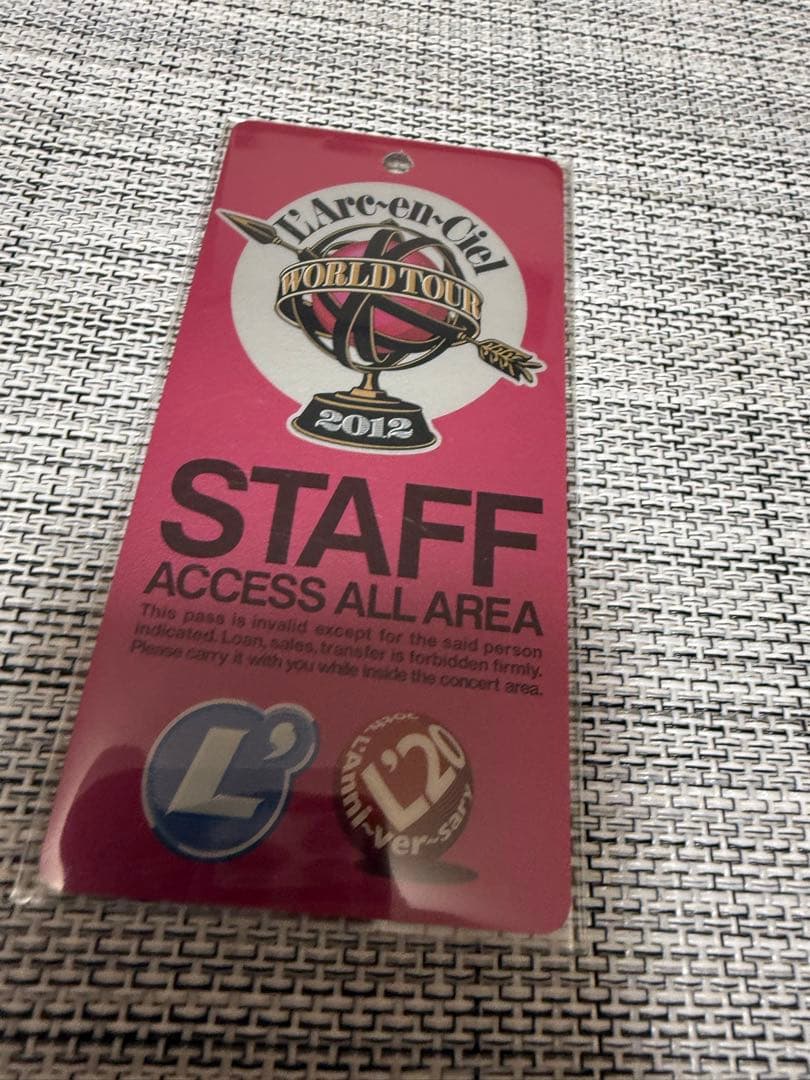 L'Arc~en~Ciel
WORLD TOUR
2012
STAFF
ACCESS ALL AREA
This pass is invalid except for the said person
indicated. Loan, sales, transfer is forbidden firmly.
Please carry it with you while inside the concert area.
L'
20th L'Anni~ver~sary
L'20